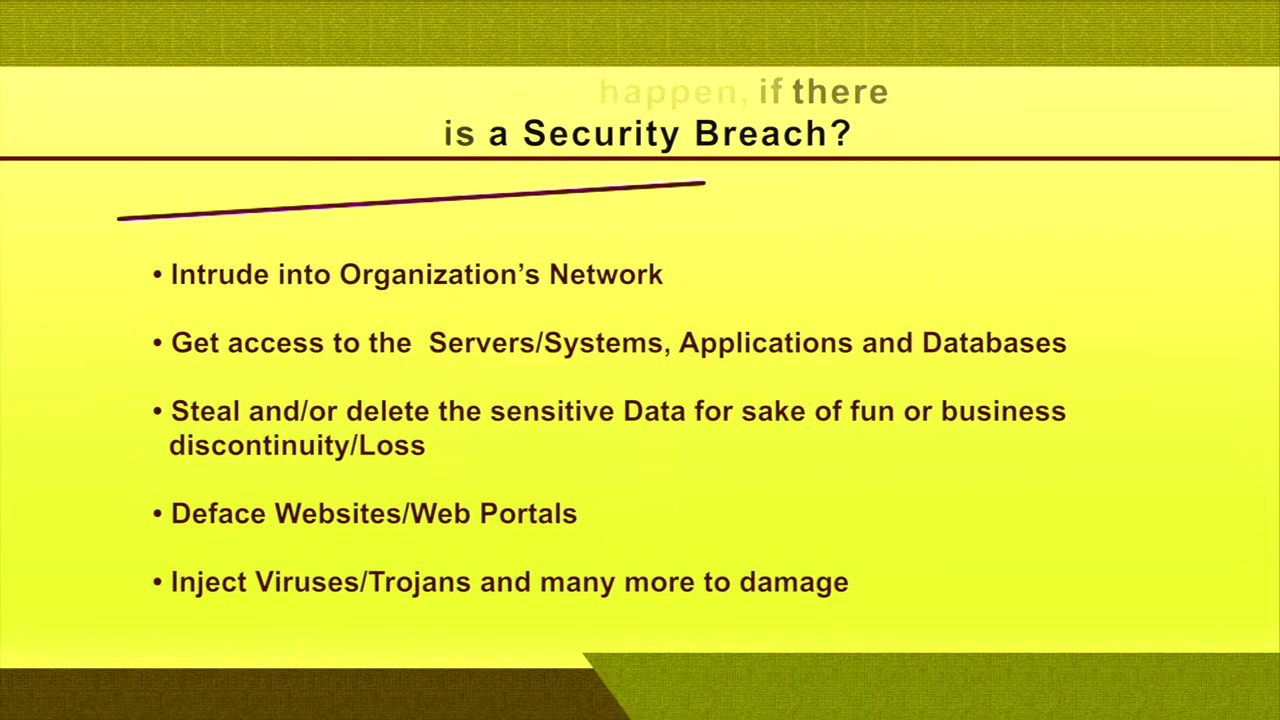 happen, if there
is a Security Breach?
• Intrude into Organization’s Network
• Get access to the  Servers/Systems, Applications and Databases
• Steal and/or delete the sensitive Data for sake of fun or business
discontinuity/Loss
• Deface Websites/Web Portals
• Inject Viruses/Trojans and many more to damage